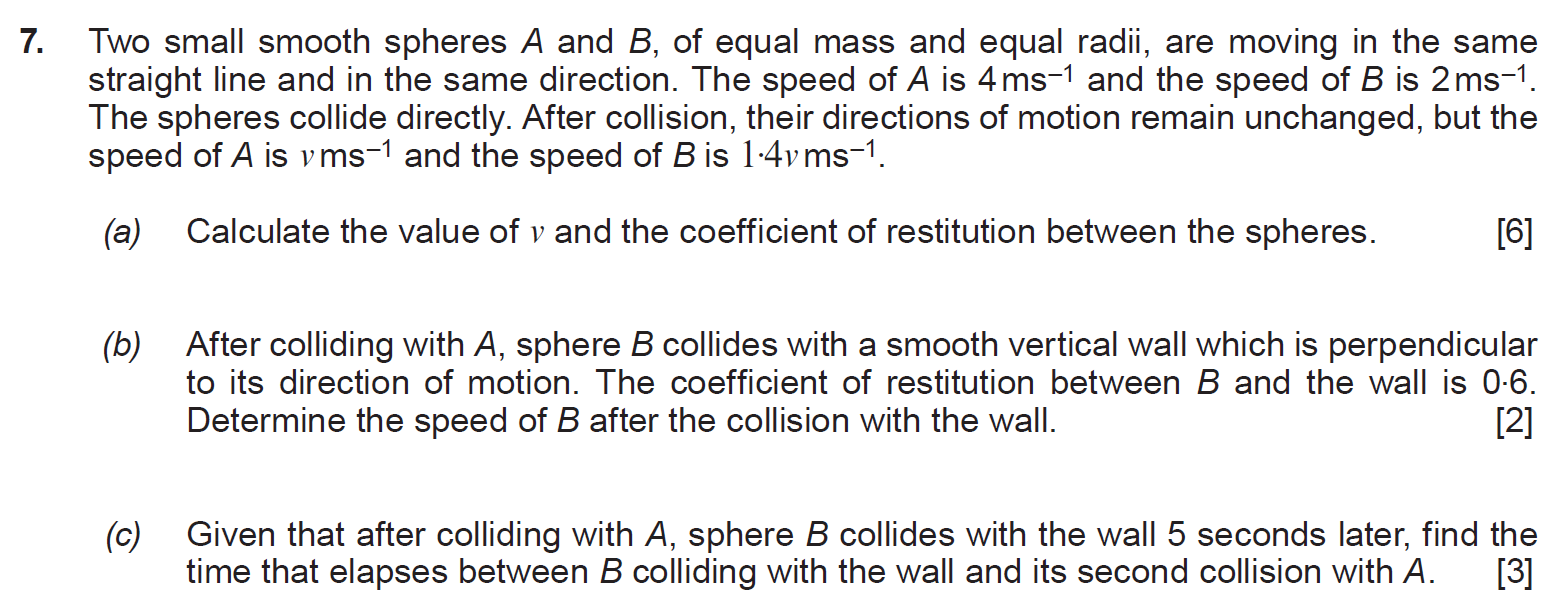 7. Two small smooth spheres A and B, of equal mass and equal radii, are moving in the same
straight line and in the same direction. The speed of A is 4 ms⁻¹ and the speed of B is 2 ms⁻¹.
The spheres collide directly. After collision, their directions of motion remain unchanged, but the
speed of A is v ms⁻¹ and the speed of B is 1·4v ms⁻¹.
(a) Calculate the value of v and the coefficient of restitution between the spheres. [6]
(b) After colliding with A, sphere B collides with a smooth vertical wall which is perpendicular
to its direction of motion. The coefficient of restitution between B and the wall is 0·6.
Determine the speed of B after the collision with the wall. [2]
(c) Given that after colliding with A, sphere B collides with the wall 5 seconds later, find the
time that elapses between B colliding with the wall and its second collision with A. [3]